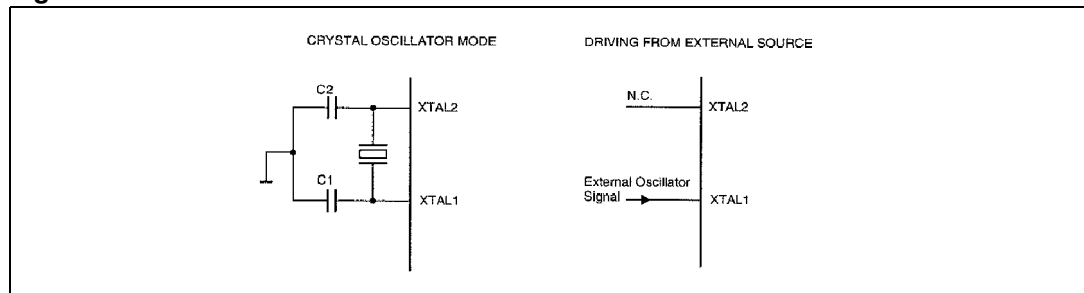 CRYSTAL OSCILLATOR MODE
C2
XTAL2
C1
XTAL1
DRIVING FROM EXTERNAL SOURCE
N.C.
XTAL2
External Oscillator
Signal
XTAL1